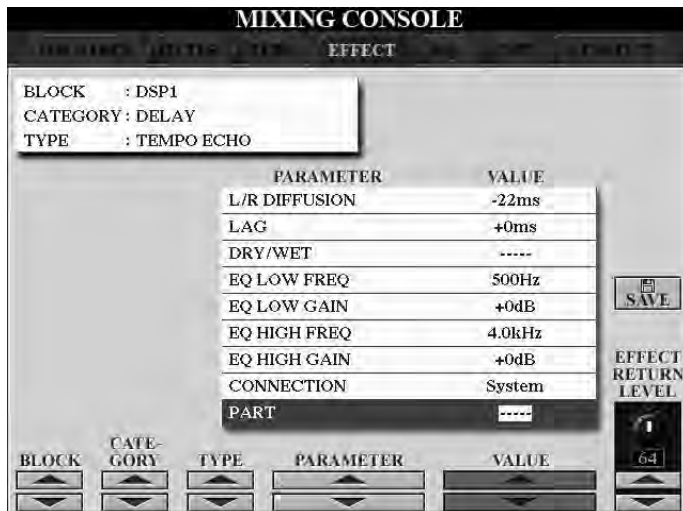 MIXING CONSOLE
EFFECT
BLOCK : DSP1
CATEGORY : DELAY
TYPE : TEMPO ECHO
PARAMETER VALUE
L/R DIFFUSION -22ms
LAG +0ms
DRY/WET -----
EQ LOW FREQ 500Hz
EQ LOW GAIN +0dB
EQ HIGH FREQ 4.0kHz
EQ HIGH GAIN +0dB
CONNECTION System
PART -----
SAVE
EFFECT
RETURN
LEVEL
64
BLOCK CATE-
GORY TYPE PARAMETER VALUE